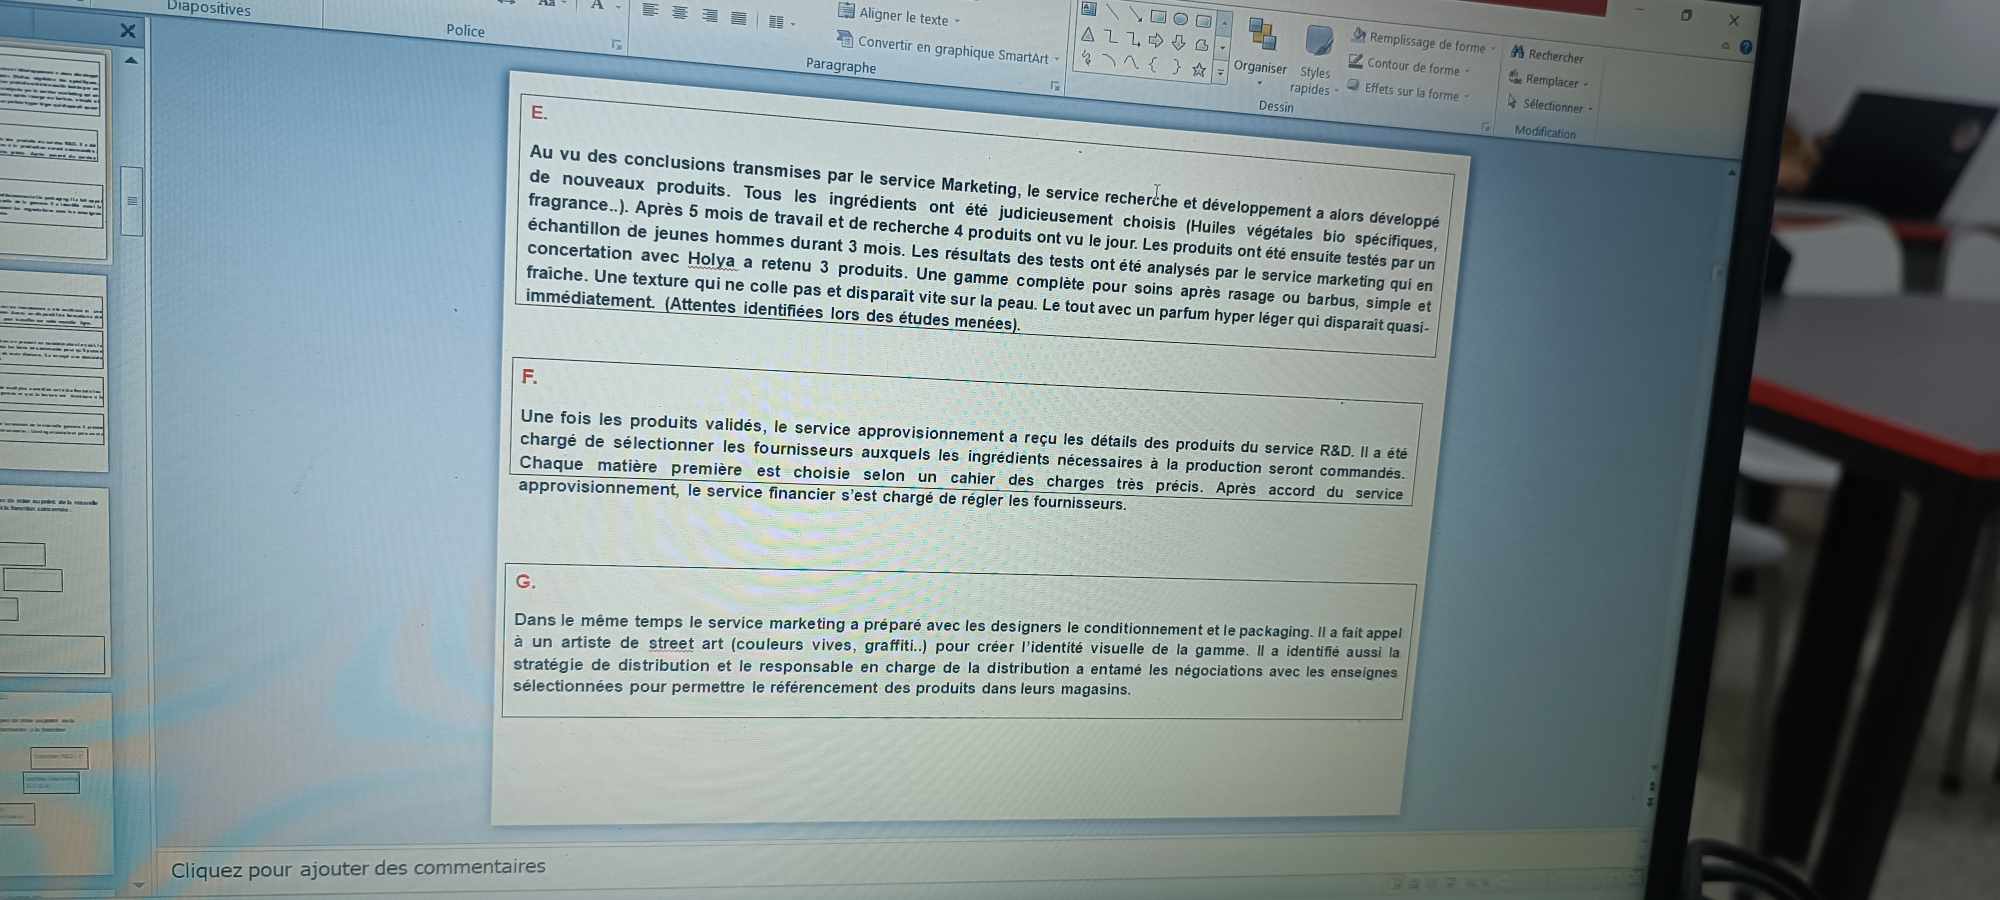 Diapositives
Police
Paragraphe
Aligner le texte
Convertir en graphique SmartArt
Organiser
Styles
rapides
Dessin
Remplissage de forme
Contour de forme
Effets sur la forme
Rechercher
Remplacer
Sélectionner
Modification
E.
Au vu des conclusions transmises par le service Marketing, le service recherche et développement a alors développé
de nouveaux produits. Tous les ingrédients ont été judicieusement choisis (Huiles végétales bio spécifiques,
fragrance..). Après 5 mois de travail et de recherche 4 produits ont vu le jour. Les produits ont été ensuite testés par un
échantillon de jeunes hommes durant 3 mois. Les résultats des tests ont été analysés par le service marketing qui en
concertation avec Holya a retenu 3 produits. Une gamme complète pour soins après rasage ou barbus, simple et
fraîche. Une texture qui ne colle pas et disparait vite sur la peau. Le tout avec un parfum hyper léger qui disparait quasi-
immédiatement. (Attentes identifiées lors des études menées).
F.
Une fois les produits validés, le service approvisionnement a reçu les détails des produits du service R&D. Il a été
chargé de sélectionner les fournisseurs auxquels les ingrédients nécessaires à la production seront commandés.
Chaque matière première est choisie selon un cahier des charges très précis. Après accord du service
approvisionnement, le service financier s'est chargé de régler les fournisseurs.
G.
Dans le même temps le service marketing a préparé avec les designers le conditionnement et le packaging. Il a fait appel
à un artiste de street art (couleurs vives, graffiti..) pour créer l'identité visuelle de la gamme. Il a identifié aussi la
stratégie de distribution et le responsable en charge de la distribution a entamé les négociations avec les enseignes
sélectionnées pour permettre le référencement des produits dans leurs magasins.
Cliquez pour ajouter des commentaires